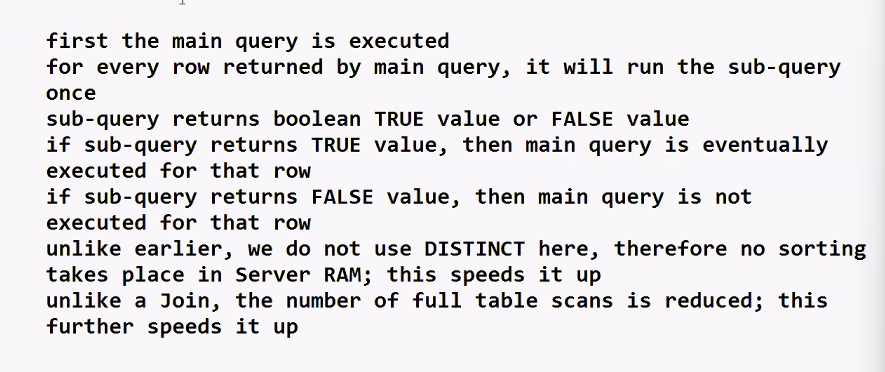 first the main query is executed
for every row returned by main query, it will run the sub-query
once
sub-query returns boolean TRUE value or FALSE value
if sub-query returns TRUE value, then main query is eventually
executed for that row
if sub-query returns FALSE value, then main query is not
executed for that row
unlike earlier, we do not use DISTINCT here, therefore no sorting
takes place in Server RAM; this speeds it up
unlike a Join, the number of full table scans is reduced; this
further speeds it up